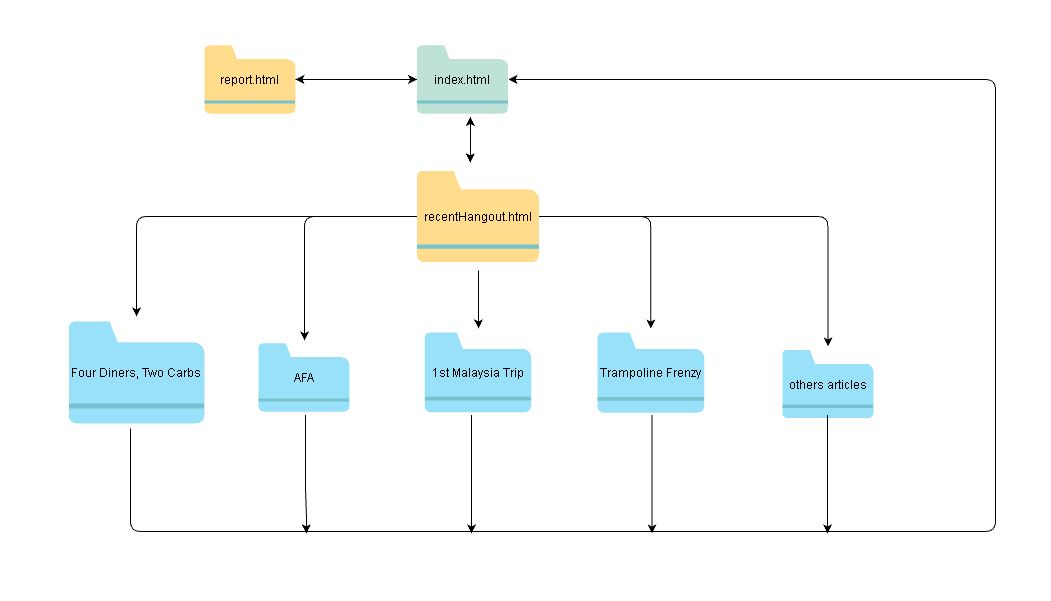 report.html
index.html
recentHangout.html
Four Diners, Two Carbs
AFA
1st Malaysia Trip
Trampoline Frenzy
others articles